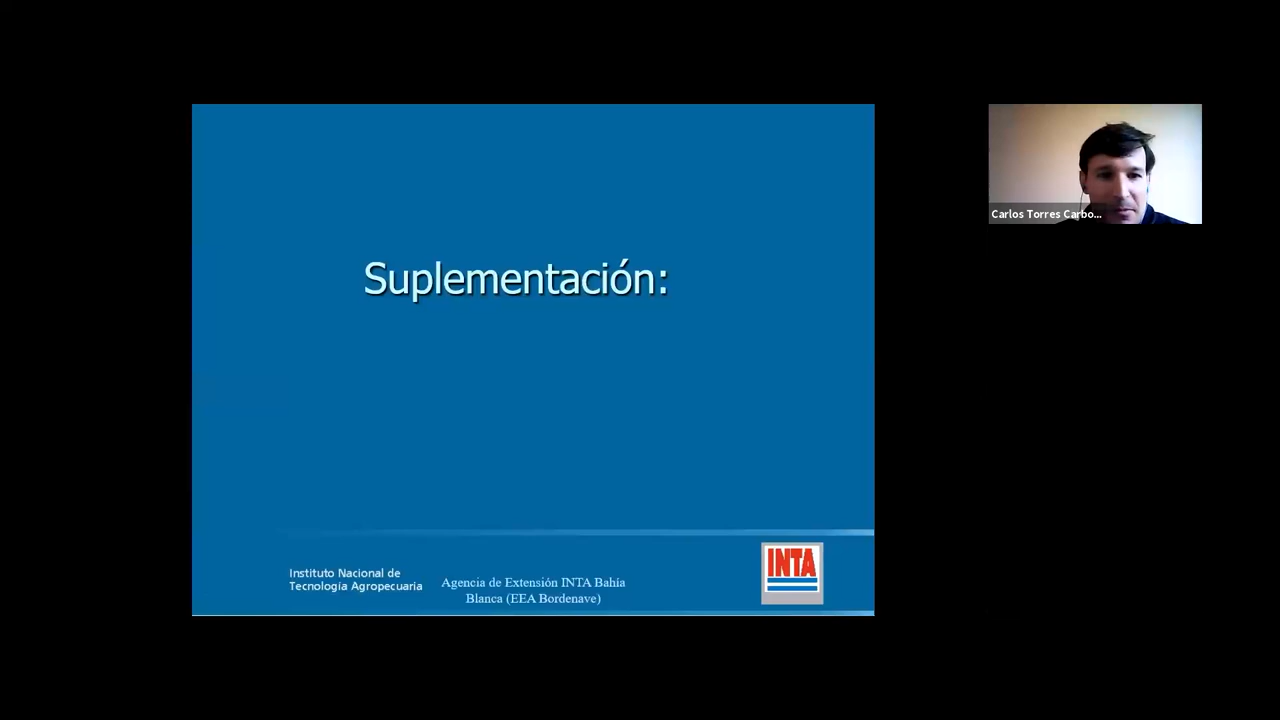 Suplementación:
Carlos Torres Carbo...
Instituto Nacional de
Tecnología Agropecuaria
Agencia de Extensión INTA Bahía
Blanca (EEA Bordenave)
INTA